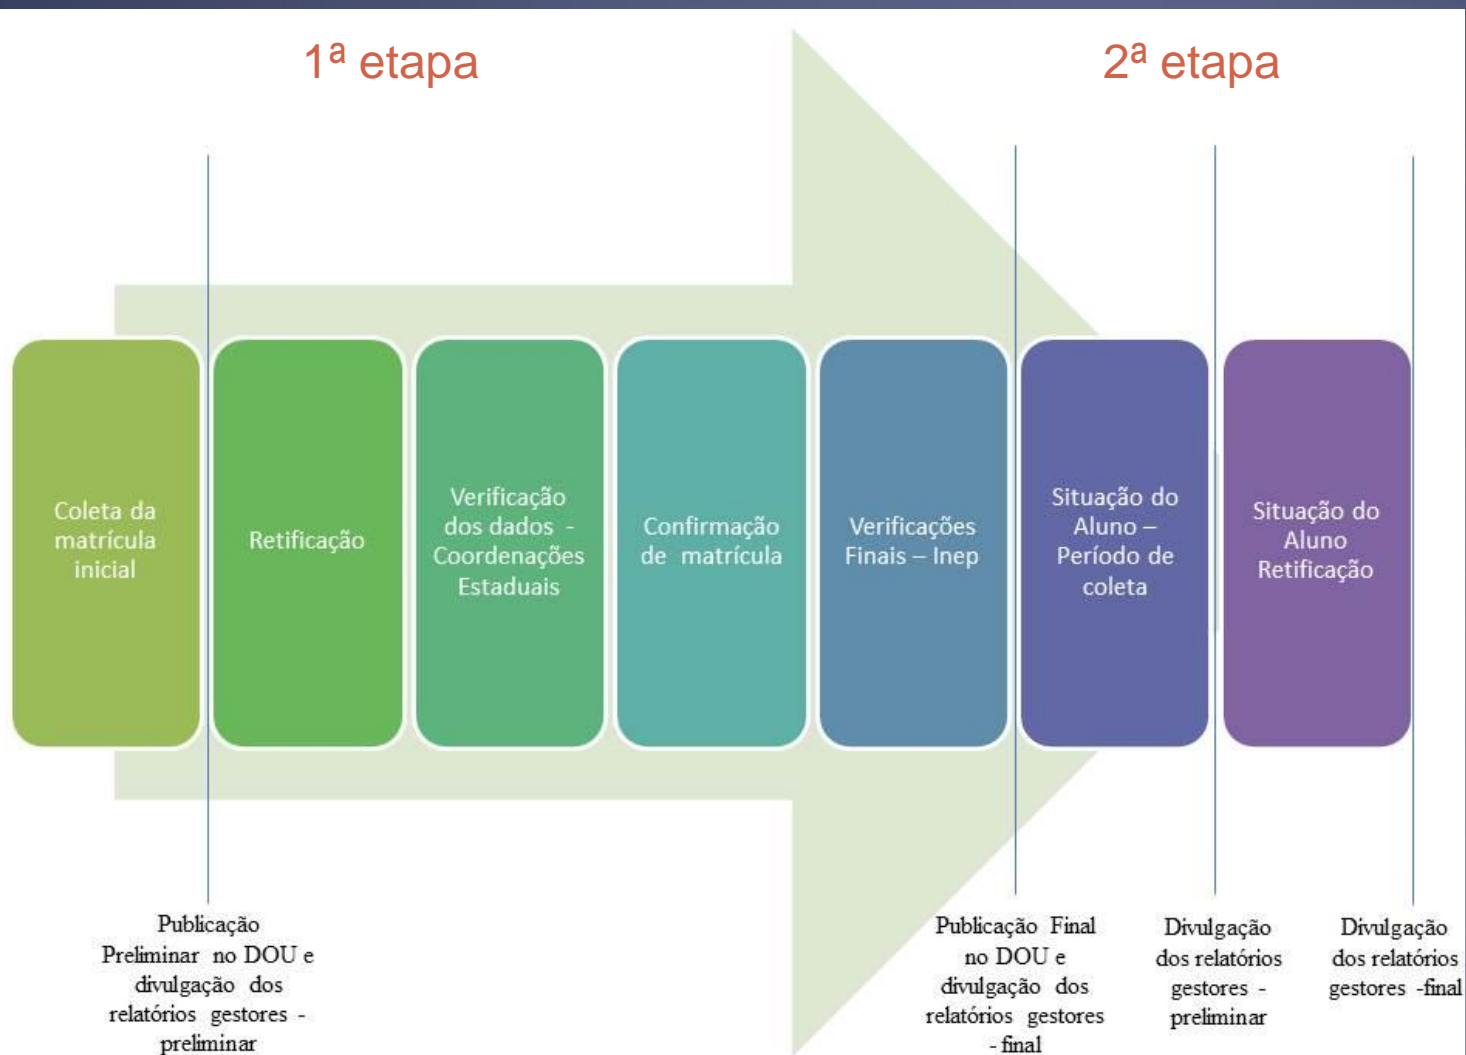 1ª etapa
2ª etapa
Coleta da
matrícula
inicial
Retificação
Verificação
dos dados -
Coordenações
Estaduais
Confirmação
de matrícula
Verificações
Finais – Inep
Situação do
Aluno –
Período de
coleta
Situação do
Aluno
Retificação
Publicação
Preliminar no DOU e
divulgação dos
relatórios gestores -
preliminar
Publicação Final
no DOU e
divulgação dos
relatórios gestores
- final
Divulgação
dos relatórios
gestores -
preliminar
Divulgação
dos relatórios
gestores -final